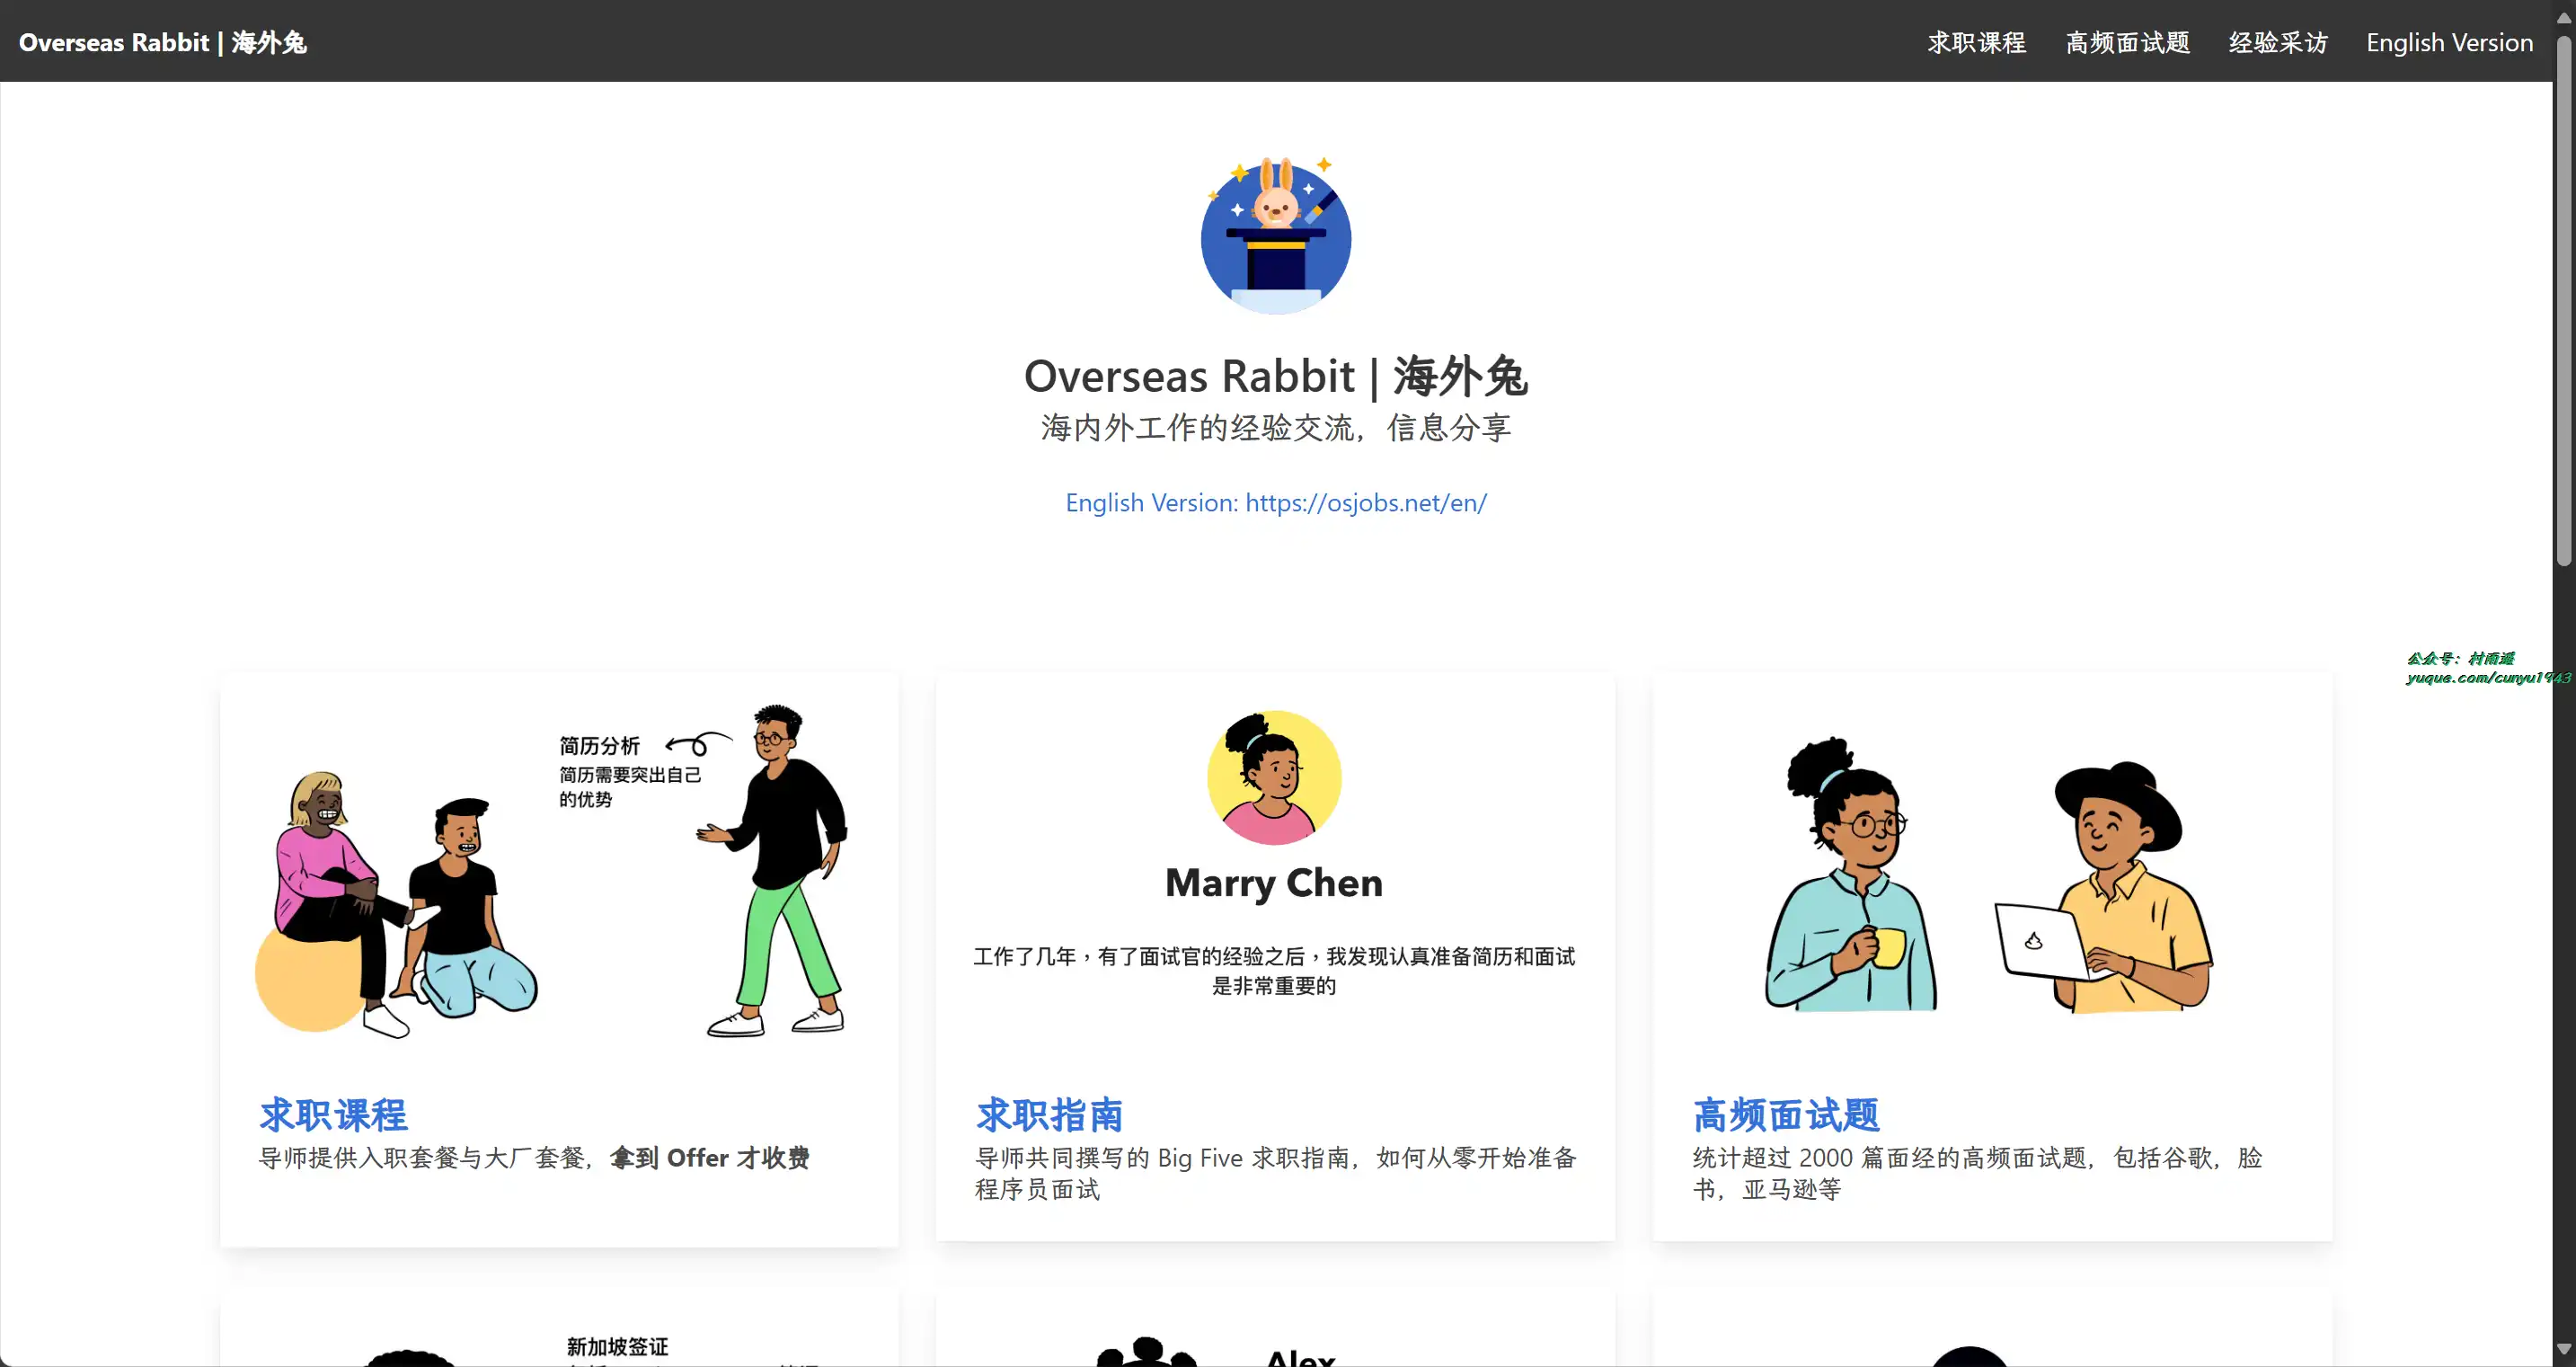 Overseas Rabbit | 海外兔
求职课程
高频面试题
经验采访
English Version
Overseas Rabbit | 海外兔
海内外工作的经验交流，信息分享
English Version: https://osjobs.net/en/
公众号：村雨遥
yuque.com/cunyu1943
简历分析
简历需要突出自己
的优势
Marry Chen
工作了几年，有了面试官的经验之后，我发现认真准备简历和面试
是非常重要的
求职课程
导师提供入职套餐与大厂套餐，拿到 Offer 才收费
求职指南
导师共同撰写的 Big Five 求职指南，如何从零开始准备
程序员面试
高频面试题
统计超过 2000 篇面经的高频面试题，包括谷歌，脸
书，亚马逊等
新加坡签证
Alex